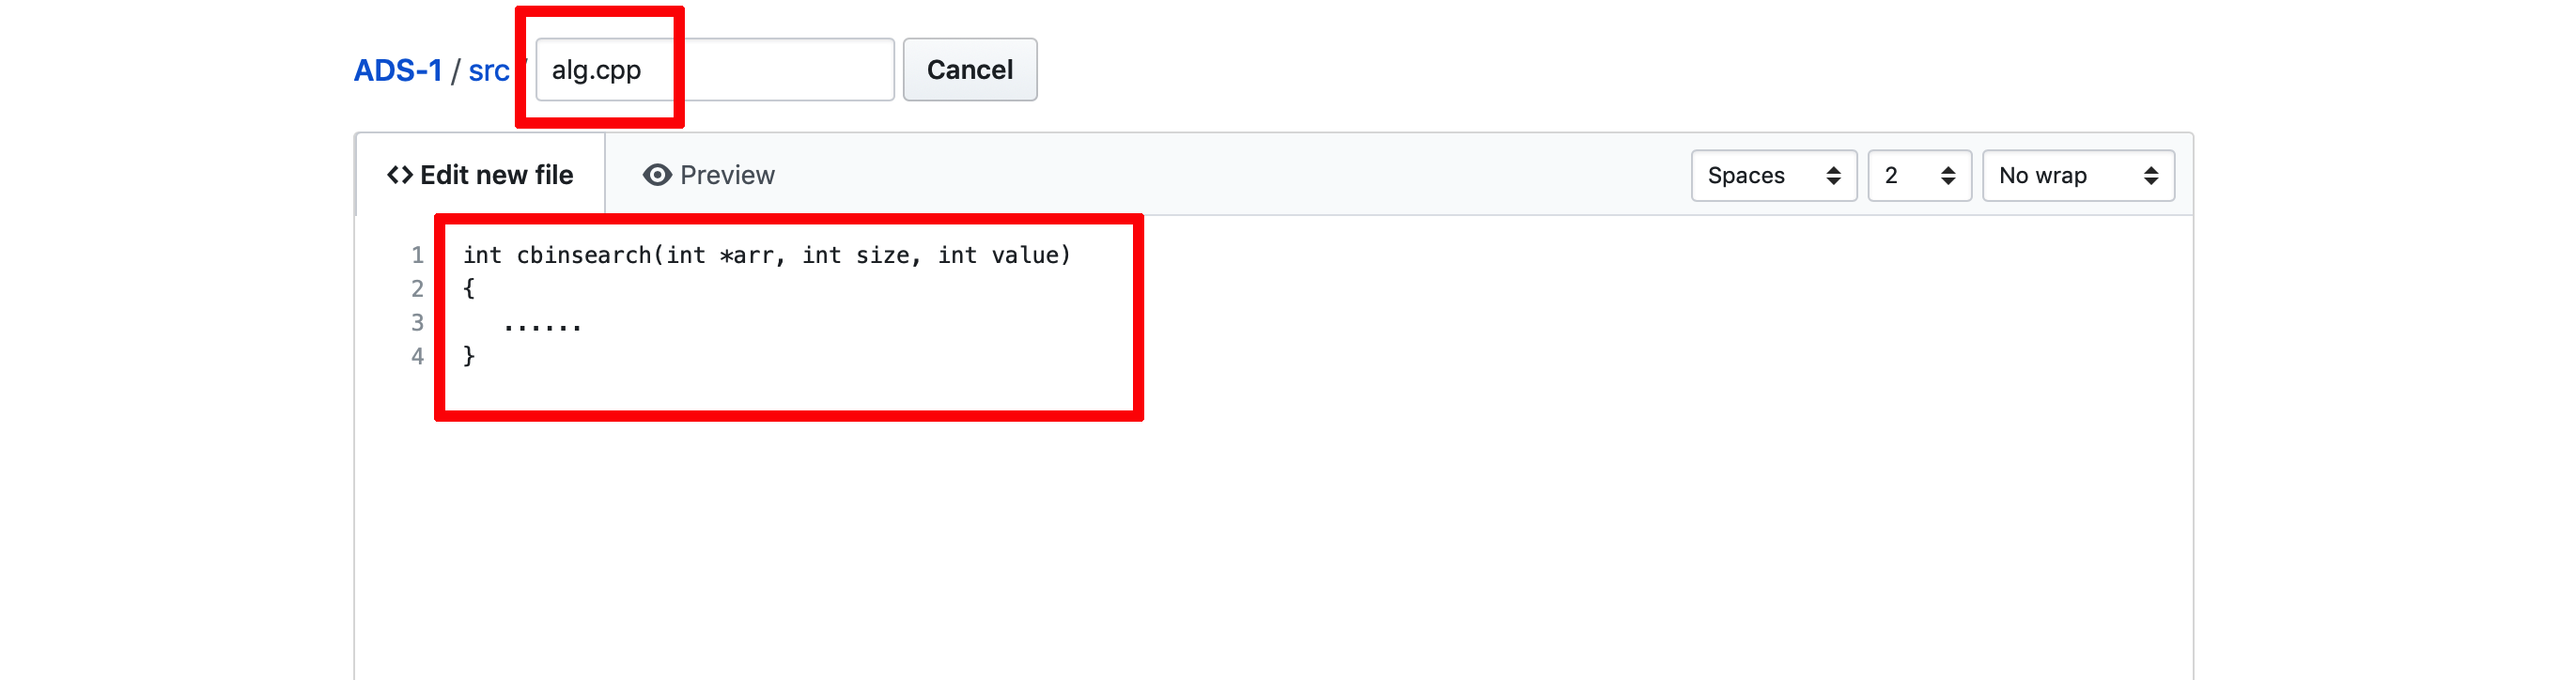 ADS-1 / src / alg.cpp Cancel
<> Edit new file Preview Spaces 2 No wrap
1 int cbinsearch(int *arr, int size, int value)
2 {
3 ......
4 }